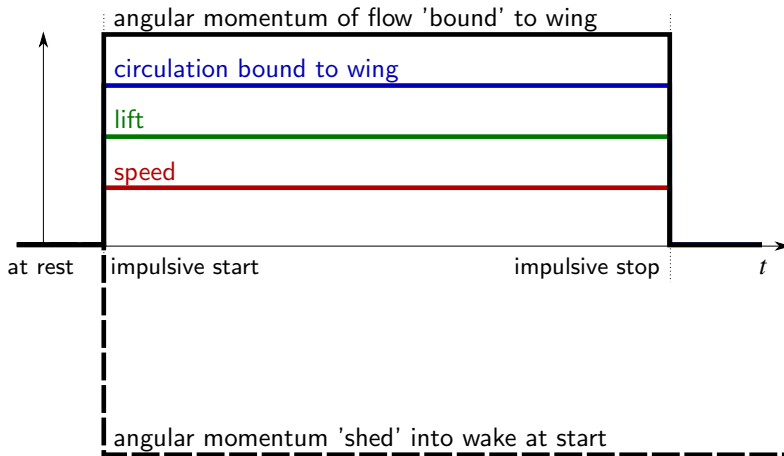 angular momentum of flow 'bound' to wing
circulation bound to wing
lift
speed
at rest
impulsive start
impulsive stop
t
angular momentum 'shed' into wake at start